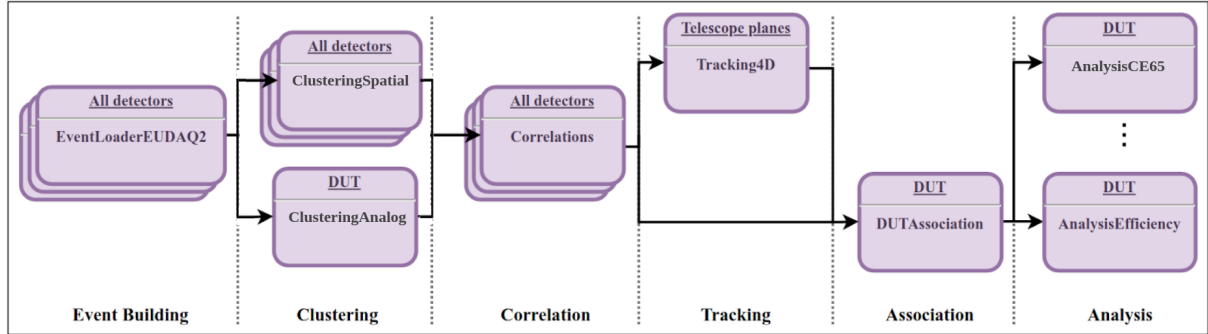 All detectors
EventLoaderEUDAQ2
Event Building
All detectors
ClusteringSpatial
DUT
ClusteringAnalog
Clustering
All detectors
Correlations
Correlation
Telescope planes
Tracking4D
Tracking
DUT
DUTAssociation
Association
DUT
AnalysisCE65
⋮
DUT
AnalysisEfficiency
Analysis